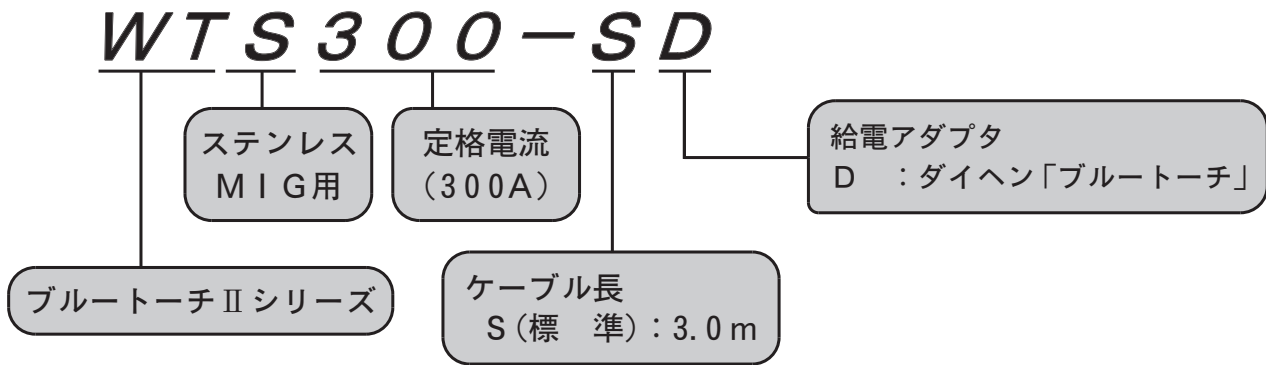 WTS300-SD
ステンレス
MIG用
定格電流
(300A)
給電アダプタ
D　：ダイヘン「ブルートーチ」
ブルートーチⅡシリーズ
ケーブル長
S(標　準)：3.0m